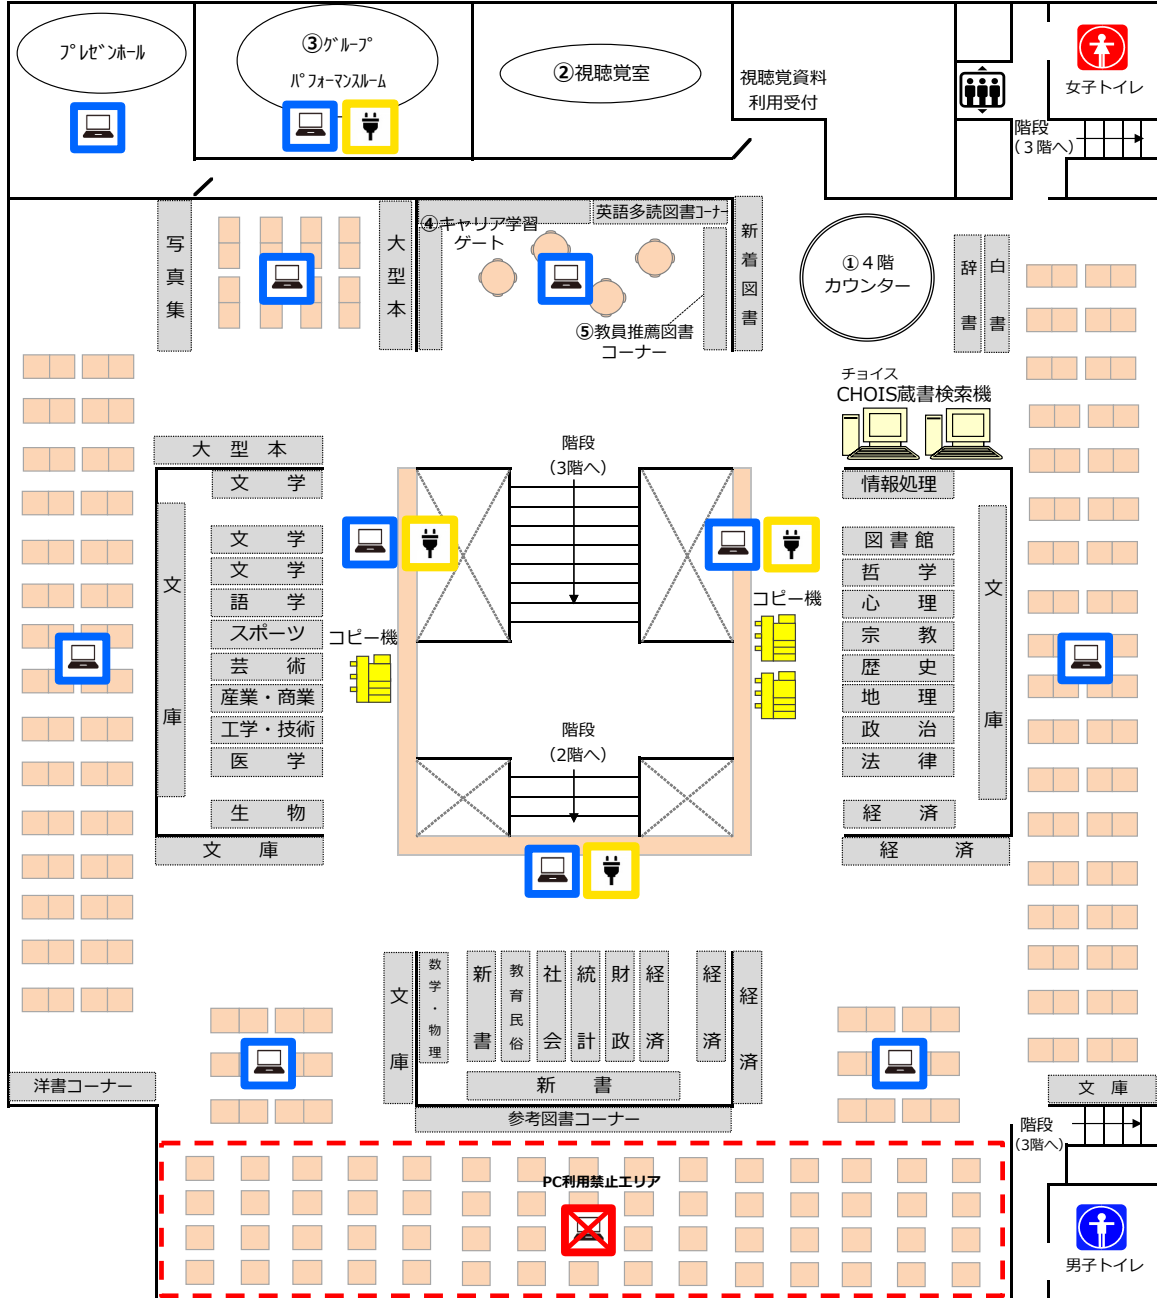 ﾌﾟﾚｾﾞﾝﾎｰﾙ
③ｸﾞﾙｰﾌﾟ
ﾊﾟﾌｫｰﾏﾝｽﾙｰﾑ
②視聴覚室
視聴覚資料
利用受付
女子トイレ
階段
(３階へ)
写真集
大型本
④キャリア学習
ゲート
英語多読図書ｺｰﾅｰ
新着図書
⑤教員推薦図書
コーナー
①４階
カウンター
辞書
白書
チョイス
CHOIS蔵書検索機
大型本
文学
文庫
文学
文学
語学
スポーツ
芸術
産業・商業
工学・技術
医学
生物
文庫
コピー機
階段
(3階へ)
コピー機
階段
(2階へ)
情報処理
図書館
哲学
心理
宗教
歴史
地理
政治
法律
経済
文庫
経済
文庫
数学・物理
新書
教育民俗
社会
統計
財政
経済
経済
経済
新書
参考図書コーナー
洋書コーナー
文庫
階段
(3階へ)
PC利用禁止エリア
男子トイレ